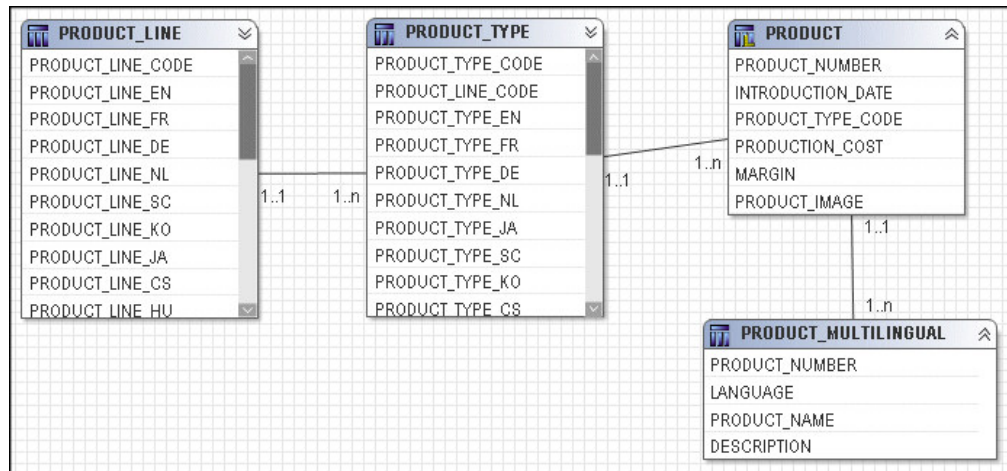 PRODUCT_LINE
PRODUCT_LINE_CODE
PRODUCT_LINE_EN
PRODUCT_LINE_FR
PRODUCT_LINE_DE
PRODUCT_LINE_NL
PRODUCT_LINE_SC
PRODUCT_LINE_KO
PRODUCT_LINE_JA
PRODUCT_LINE_CS
PRODUCT_LINE_HU
1..1
1..n
PRODUCT_TYPE
PRODUCT_TYPE_CODE
PRODUCT_LINE_CODE
PRODUCT_TYPE_EN
PRODUCT_TYPE_FR
PRODUCT_TYPE_DE
PRODUCT_TYPE_NL
PRODUCT_TYPE_JA
PRODUCT_TYPE_SC
PRODUCT_TYPE_KO
PRODUCT_TYPE_CS
1..1
1..n
PRODUCT
PRODUCT_NUMBER
INTRODUCTION_DATE
PRODUCT_TYPE_CODE
PRODUCTION_COST
MARGIN
PRODUCT_IMAGE
1..1
1..n
PRODUCT_MULTILINGUAL
PRODUCT_NUMBER
LANGUAGE
PRODUCT_NAME
DESCRIPTION